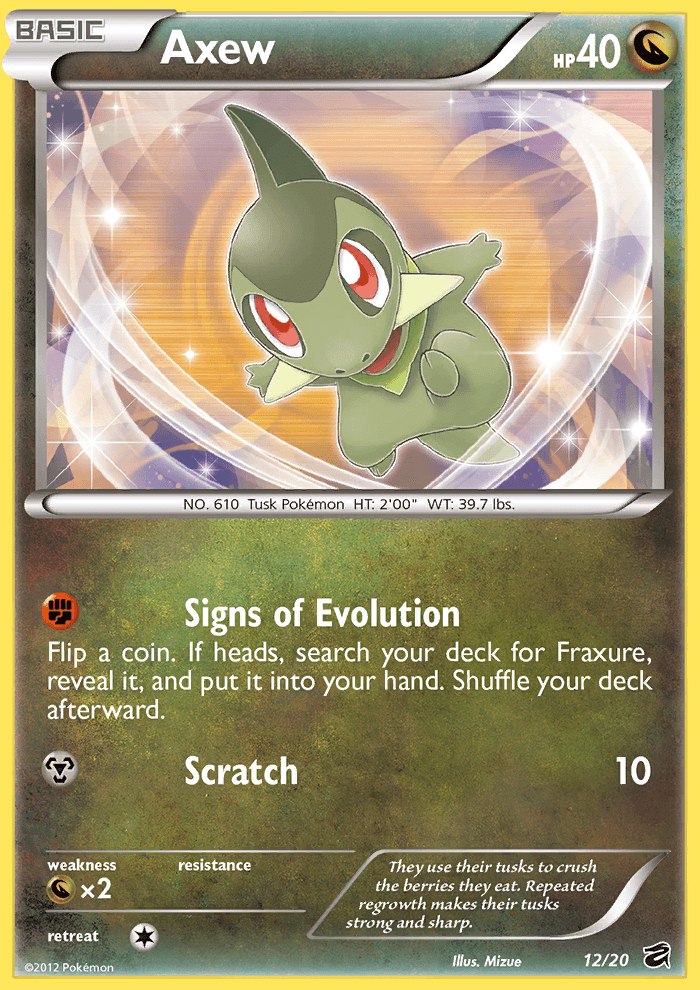 BASIC
Axew
HP40
NO. 610 Tusk Pokémon HT: 2'00" WT: 39.7 lbs.
Signs of Evolution
Flip a coin. If heads, search your deck for Fraxure,
reveal it, and put it into your hand. Shuffle your deck
afterward.
Scratch 10
weakness resistance
×2
They use their tusks to crush
the berries they eat. Repeated
regrowth makes their tusks
strong and sharp.
retreat
©2012 Pokémon
Illus. Mizue 12/20